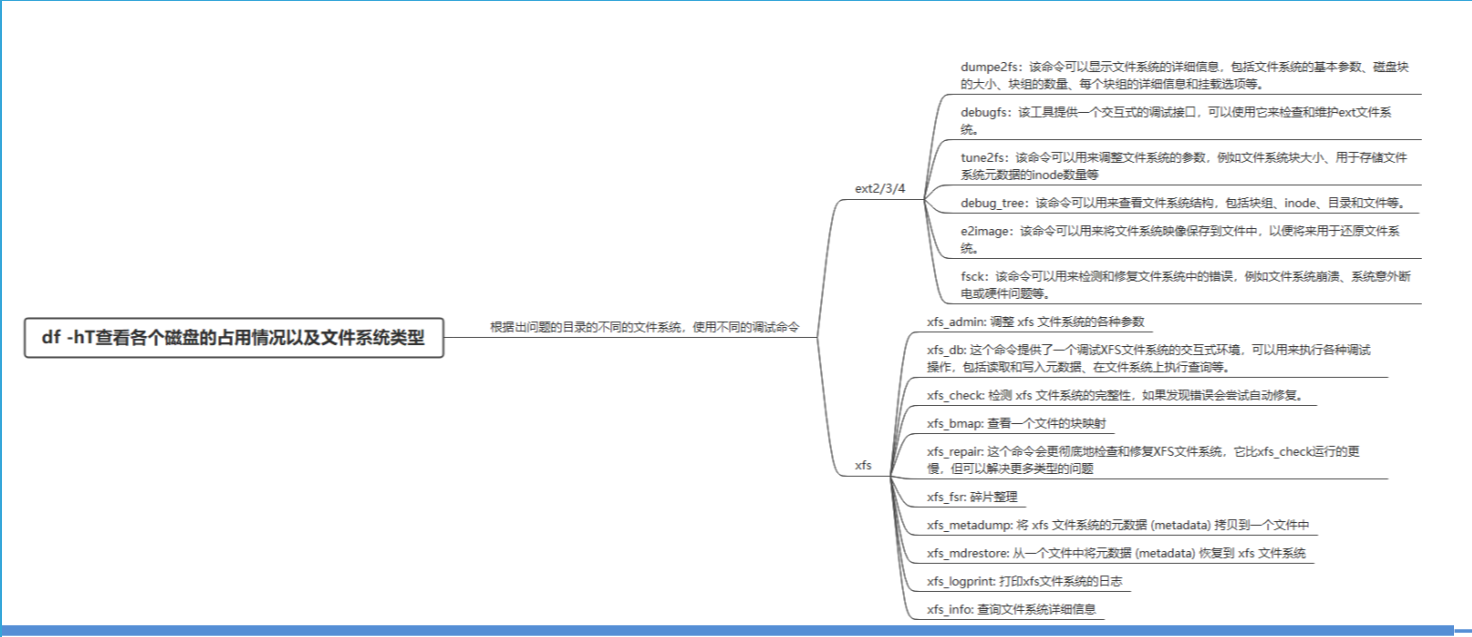 df -hT查看各个磁盘的占用情况以及文件系统类型
根据出问题的目录的不同的文件系统，使用不同的调试命令
ext2/3/4
dumpe2fs：该命令可以显示文件系统的详细信息，包括文件系统的基本参数、磁盘块
的大小、块组的数量、每个块组的详细信息和挂载选项等。
debugfs：该工具提供一个交互式的调试接口，可以使用它来检查和维护ext文件系
统。
tune2fs：该命令可以用来调整文件系统的参数，例如文件系统块大小、用于存储文件
系统元数据的inode数量等
debug_tree：该命令可以用来查看文件系统结构，包括块组、inode、目录和文件等。
e2image：该命令可以用来将文件系统映像保存到文件中，以便将来用于还原文件系
统。
fsck：该命令可以用来检测和修复文件系统中的错误，例如文件系统崩溃、系统意外断
电或硬件问题等。
xfs
xfs_admin: 调整 xfs 文件系统的各种参数
xfs_db: 这个命令提供了一个调试XFS文件系统的交互式环境，可以用来执行各种调试
操作，包括读取和写入元数据、在文件系统上执行查询等。
xfs_check: 检测 xfs 文件系统的完整性，如果发现错误会尝试自动修复。
xfs_bmap: 查看一个文件的块映射
xfs_repair: 这个命令会更彻底地检查和修复XFS文件系统，它比xfs_check运行的更
慢，但可以解决更多类型的问题
xfs_fsr: 碎片整理
xfs_metadump: 将 xfs 文件系统的元数据 (metadata) 拷贝到一个文件中
xfs_mdrestore: 从一个文件中将元数据 (metadata) 恢复到 xfs 文件系统
xfs_logprint: 打印xfs文件系统的日志
xfs_info: 查询文件系统详细信息